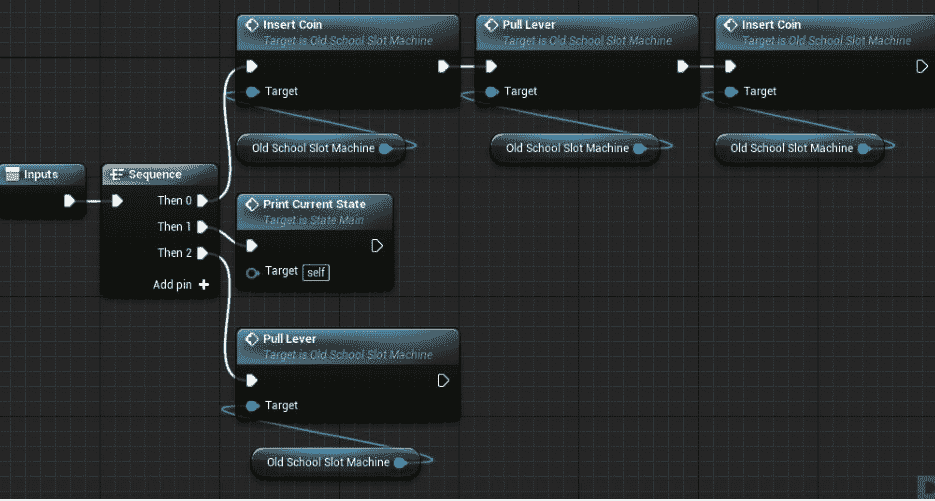 Insert Coin
Target is Old School Slot Machine
Target
Old School Slot Machine
Pull Lever
Target is Old School Slot Machine
Target
Old School Slot Machine
Insert Coin
Target is Old School Slot Machine
Target
Old School Slot Machine
Inputs
Sequence
Then 0
Then 1
Then 2
Add pin +
Print Current State
Target is State Main
Target self
Pull Lever
Target is Old School Slot Machine
Target
Old School Slot Machine